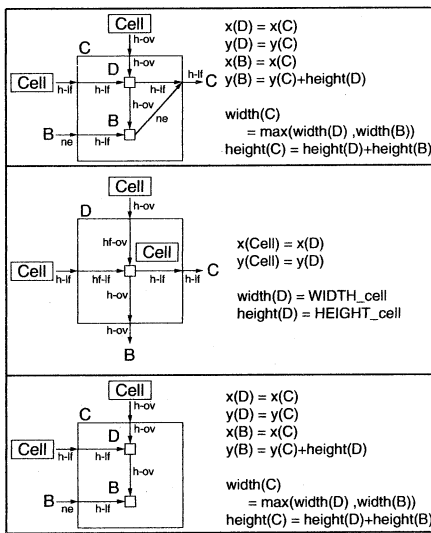 Cell
h-ov
C
D
Cell
h-lf
h-lf
h-lf
h-lf
C
h-ov
B
B
ne
h-lf
ne
x(D) = x(C)
y(D) = y(C)
x(B) = x(C)
y(B) = y(C)+height(D)
width(C)
= max(width(D) ,width(B))
height(C) = height(D)+height(B)
Cell
h-ov
D
hf-ov
Cell
Cell
h-lf
hf-lf
h-lf
h-lf
C
h-ov
h-ov
B
x(Cell) = x(D)
y(Cell) = y(D)
width(D) = WIDTH_cell
height(D) = HEIGHT_cell
Cell
h-ov
C
h-ov
D
Cell
h-lf
h-lf
h-ov
B
B
ne
h-lf
x(D) = x(C)
y(D) = y(C)
x(B) = x(C)
y(B) = y(C)+height(D)
width(C)
= max(width(D) ,width(B))
height(C) = height(D)+height(B)